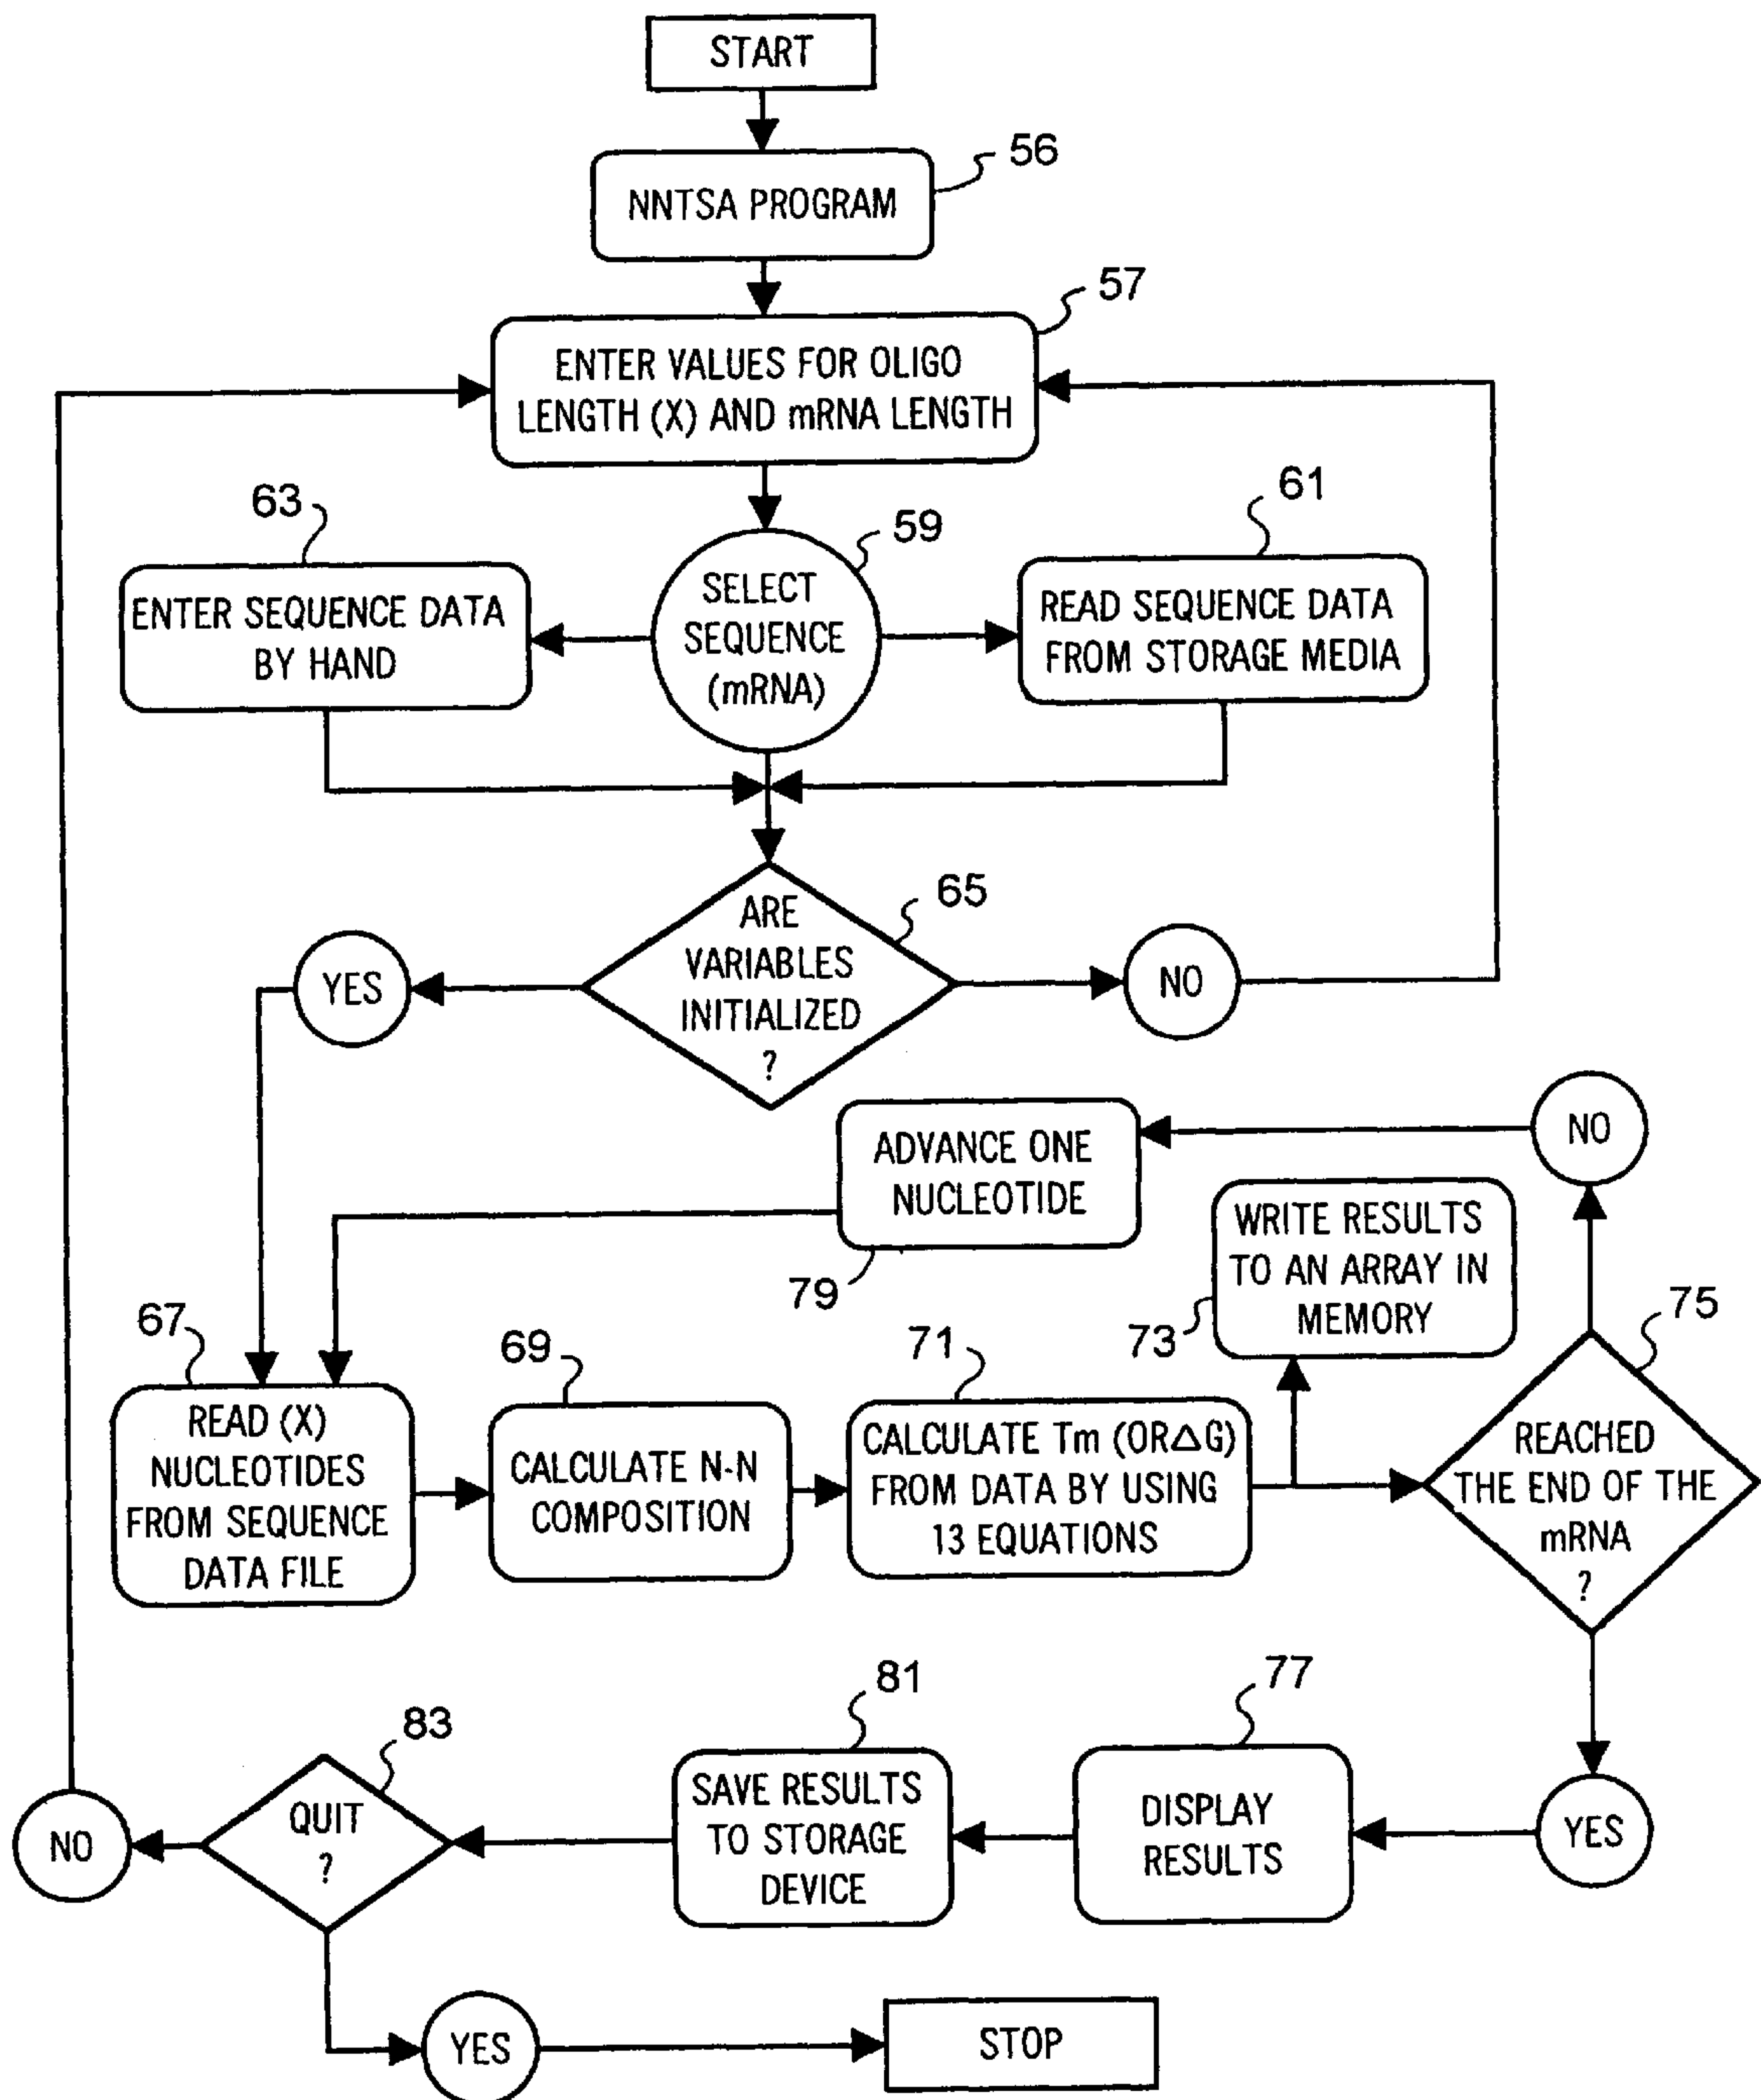 START
56
NNTSA PROGRAM
57
ENTER VALUES FOR OLIGO
LENGTH (X) AND mRNA LENGTH
63
59
61
ENTER SEQUENCE DATA
BY HAND
SELECT
SEQUENCE
(mRNA)
READ SEQUENCE DATA
FROM STORAGE MEDIA
65
ARE
VARIABLES
INITIALIZED
?
YES
NO
NO
ADVANCE ONE
NUCLEOTIDE
79
WRITE RESULTS
TO AN ARRAY IN
MEMORY
73
75
67
69
71
READ (X)
NUCLEOTIDES
FROM SEQUENCE
DATA FILE
CALCULATE N-N
COMPOSITION
CALCULATE Tm (OR△G)
FROM DATA BY USING
13 EQUATIONS
REACHED
THE END OF THE
mRNA
?
83
81
77
NO
QUIT
?
SAVE RESULTS
TO STORAGE
DEVICE
DISPLAY
RESULTS
YES
YES
STOP